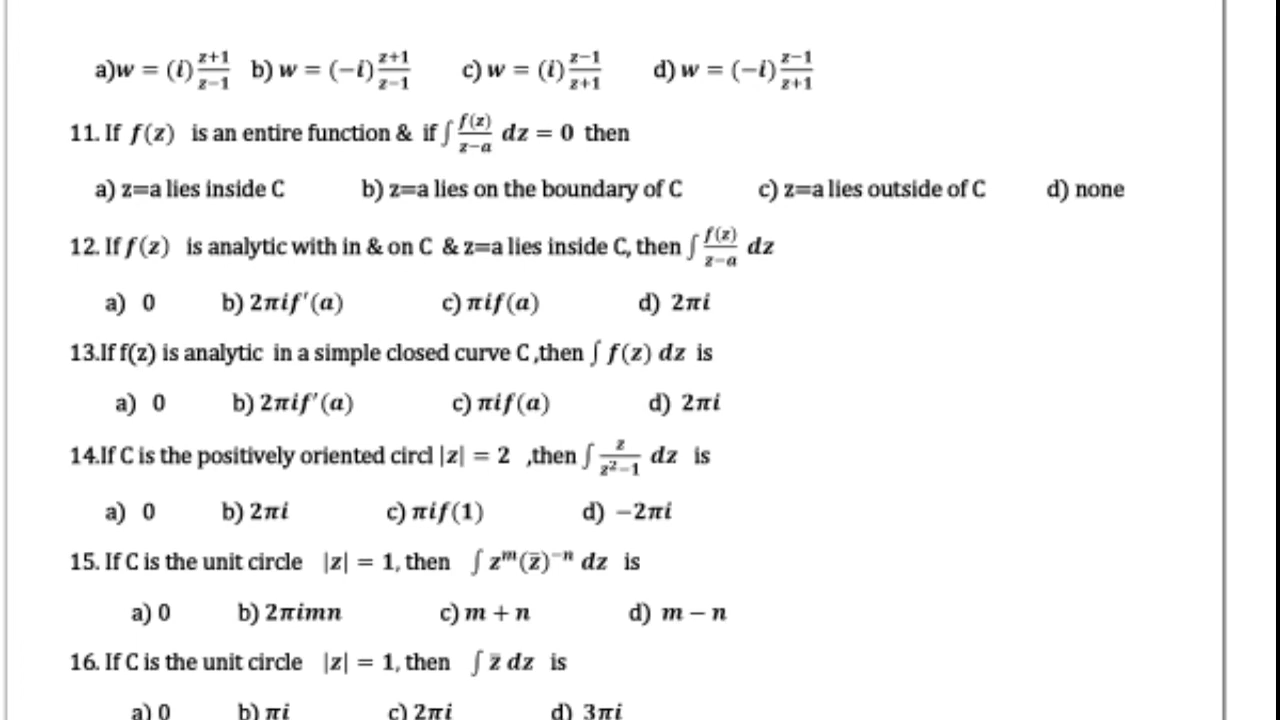 a)w = (i) z+1/z−1 b) w = (−i) z+1/z−1 c) w = (i) z−1/z+1 d) w = (−i) z−1/z+1
11. If f(z) is an entire function & if ∫ f(z)/z−a dz = 0 then
a) z=a lies inside C b) z=a lies on the boundary of C c) z=a lies outside of C d) none
12. If f(z) is analytic with in & on C & z=a lies inside C, then ∫ f(z)/z−a dz
a) 0 b) 2πif′(a) c) πif(a) d) 2πi
13.If f(z) is analytic in a simple closed curve C ,then ∫ f(z) dz is
a) 0 b) 2πif′(a) c) πif(a) d) 2πi
14.If C is the positively oriented circl |z| = 2 ,then ∫ z/z²−1 dz is
a) 0 b) 2πi c) πif(1) d) −2πi
15. If C is the unit circle |z| = 1, then ∫ zᵐ(z̄)⁻ⁿ dz is
a) 0 b) 2πimn c) m + n d) m − n
16. If C is the unit circle |z| = 1, then ∫ z̄ dz is
a) 0 b) πi c) 2πi d) 3πi